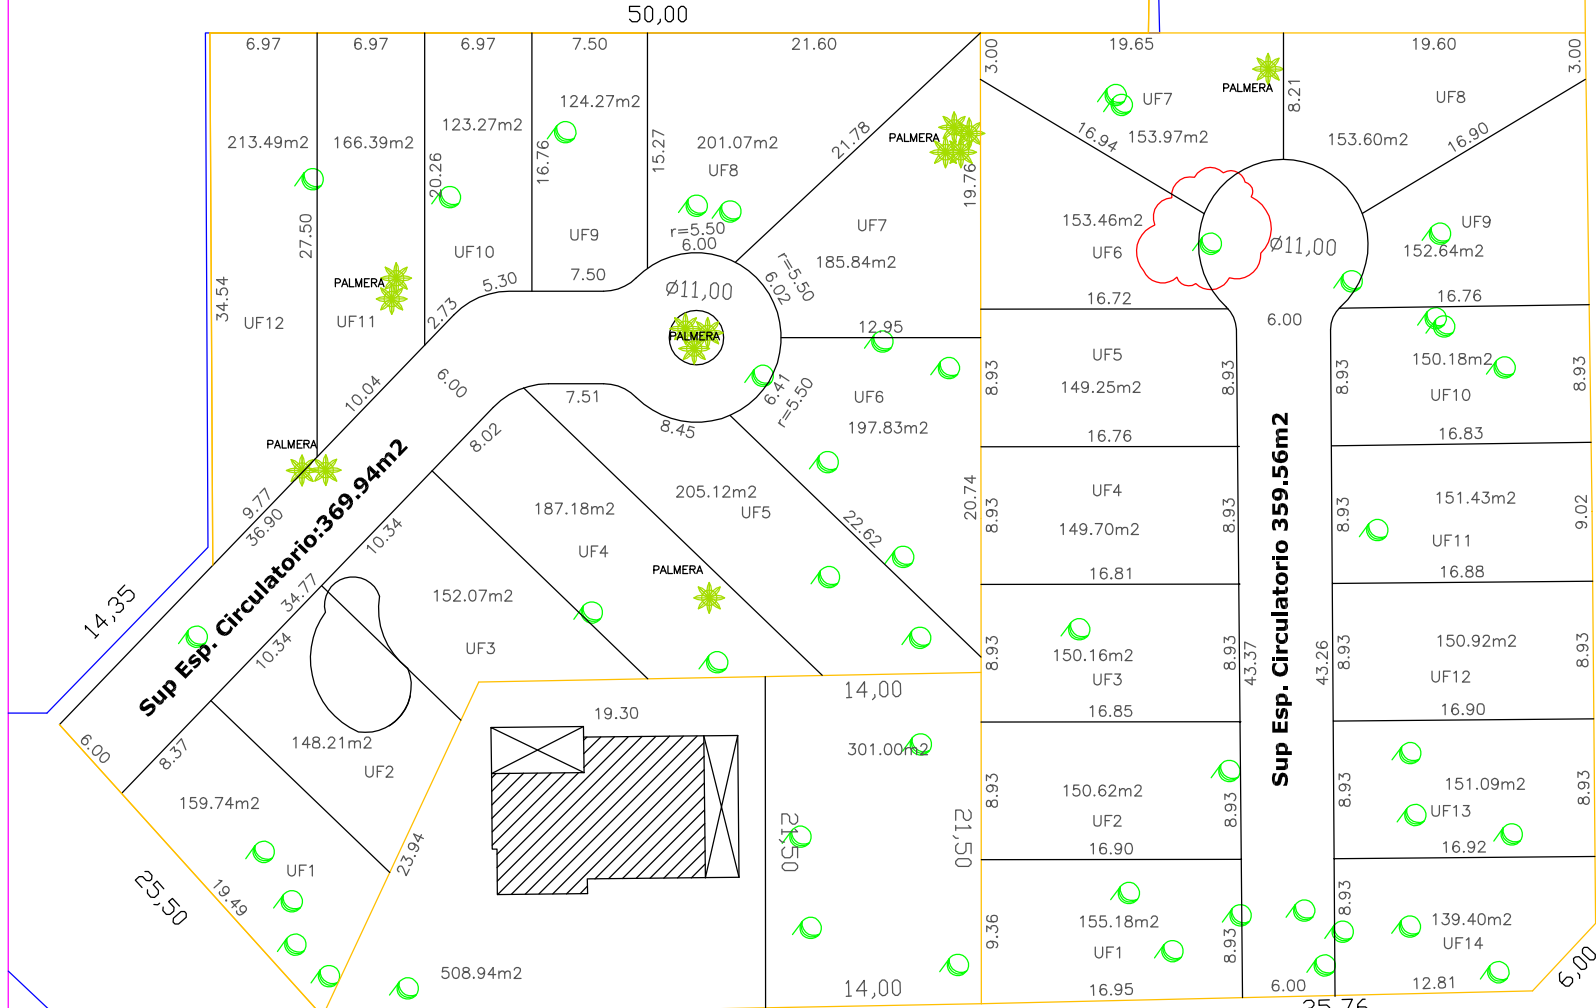 50,00
6.97
6.97
6.97
7.50
21.60
3.00
19.65
19.60
3.00
213.49m2
166.39m2
123.27m2
124.27m2
201.07m2
UF8
20.26
16.76
15.27
27.50
34.54
UF12
UF11
UF10
UF9
PALMERA
2.73
5.30
7.50
r=5.50
6.00
21.78
PALMERA
19.76
UF7
185.84m2
r=5.50
6.02
Ø11,00
PALMERA
12.95
6.41
r=5.50
UF6
197.83m2
10.04
6.00
7.51
8.45
8.02
PALMERA
9.77
36.90
Sup Esp. Circulatorio:369.94m2
10.34
34.77
10.34
14,35
187.18m2
UF4
205.12m2
UF5
22.62
20.74
PALMERA
152.07m2
UF3
6.00
8.37
148.21m2
UF2
159.74m2
UF1
19.49
25,50
23.94
19.30
508.94m2
14,00
301.00m2
21,50
21,50
14,00
UF7
153.97m2
PALMERA
8.21
UF8
153.60m2
16.94
16.90
153.46m2
UF6
16.72
Ø11,00
UF9
152.64m2
16.76
6.00
UF5
149.25m2
16.76
8.93
8.93
8.93
150.18m2
UF10
16.83
8.93
UF4
149.70m2
16.81
8.93
8.93
8.93
151.43m2
UF11
16.88
9.02
Sup Esp. Circulatorio 359.56m2
150.16m2
UF3
16.85
8.93
8.93
43.37
43.26
8.93
150.92m2
UF12
16.90
8.93
150.62m2
UF2
16.90
8.93
8.93
8.93
151.09m2
UF13
16.92
8.93
155.18m2
UF1
16.95
9.36
8.93
6.00
8.93
139.40m2
UF14
12.81
6,00
25,76